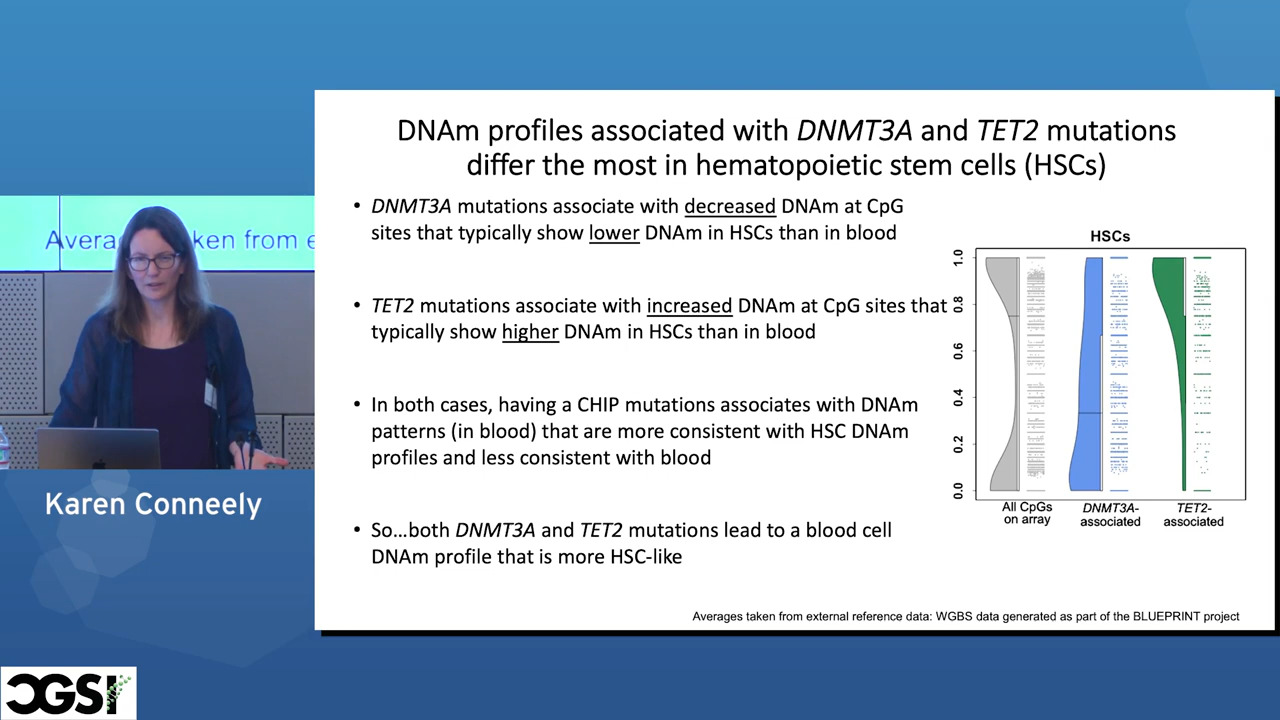 DNAm profiles associated with DNMT3A and TET2 mutations
differ the most in hematopoietic stem cells (HSCs)
• DNMT3A mutations associate with decreased DNAm at CpG
sites that typically show lower DNAm in HSCs than in blood
• TET2 mutations associate with increased DNAm at CpG sites that
typically show higher DNAm in HSCs than in blood
• In both cases, having a CHIP mutations associates with DNAm
patterns (in blood) that are more consistent with HSC DNAm
profiles and less consistent with blood
• So…both DNMT3A and TET2 mutations lead to a blood cell
DNAm profile that is more HSC-like
HSCs
1.0
0.8
0.6
0.4
0.2
0.0
All CpGs
on array
DNMT3A-
associated
TET2-
associated
Averages taken from external reference data: WGBS data generated as part of the BLUEPRINT project
from
Karen Conneely
CGSI